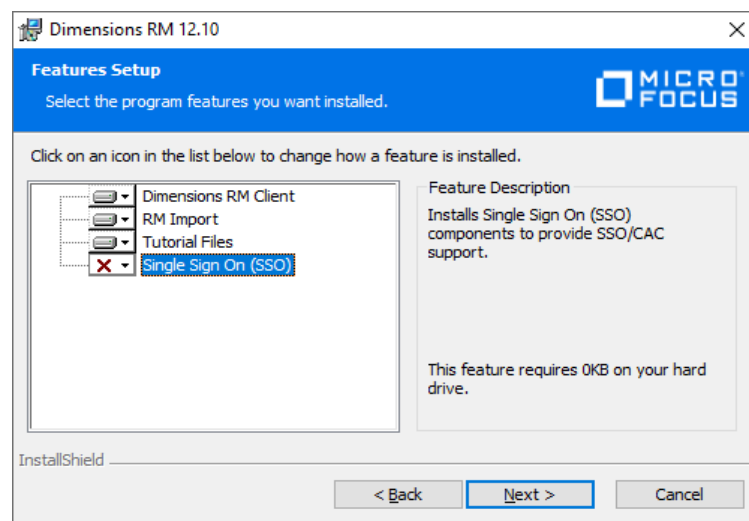 Dimensions RM 12.10
Features Setup
Select the program features you want installed.
MICRO
FOCUS
Click on an icon in the list below to change how a feature is installed.
Dimensions RM Client
RM Import
Tutorial Files
Single Sign On (SSO)
Feature Description
Installs Single Sign On (SSO)
components to provide SSO/CAC
support.
This feature requires 0KB on your hard
drive.
InstallShield
< Back
Next >
Cancel